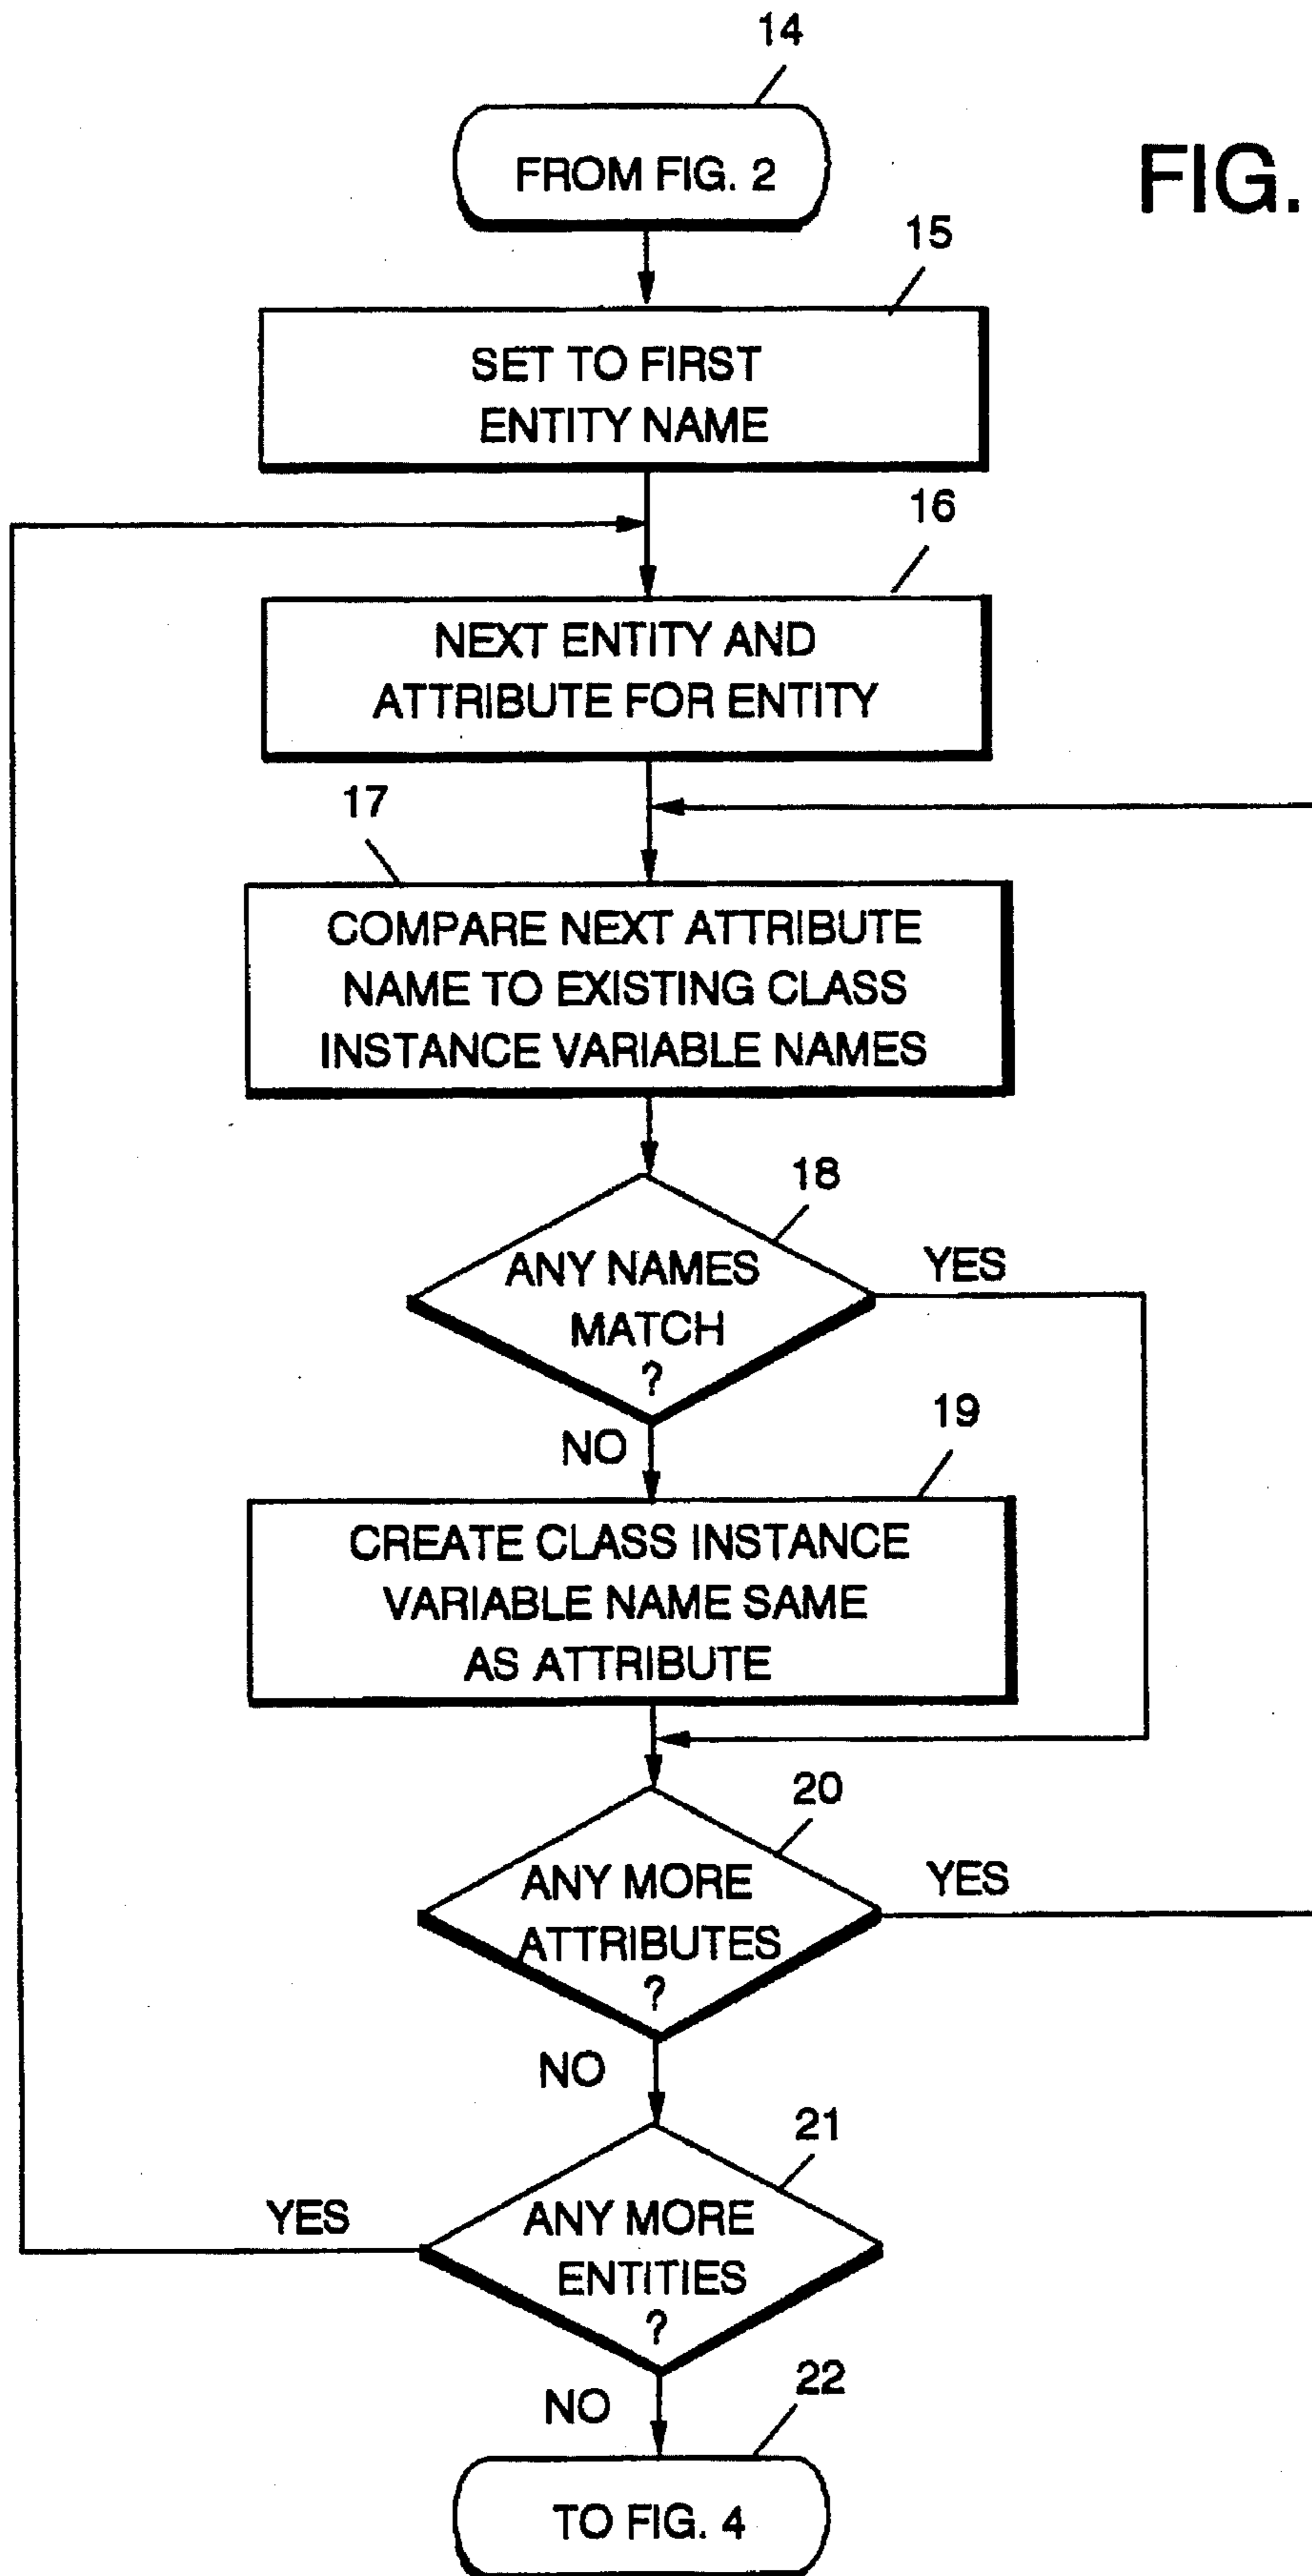 14
FROM FIG. 2
FIG.
15
SET TO FIRST
ENTITY NAME
16
NEXT ENTITY AND
ATTRIBUTE FOR ENTITY
17
COMPARE NEXT ATTRIBUTE
NAME TO EXISTING CLASS
INSTANCE VARIABLE NAMES
18
ANY NAMES
MATCH
?
YES
NO
19
CREATE CLASS INSTANCE
VARIABLE NAME SAME
AS ATTRIBUTE
20
ANY MORE
ATTRIBUTES
?
YES
NO
21
ANY MORE
ENTITIES
?
YES
NO
22
TO FIG. 4